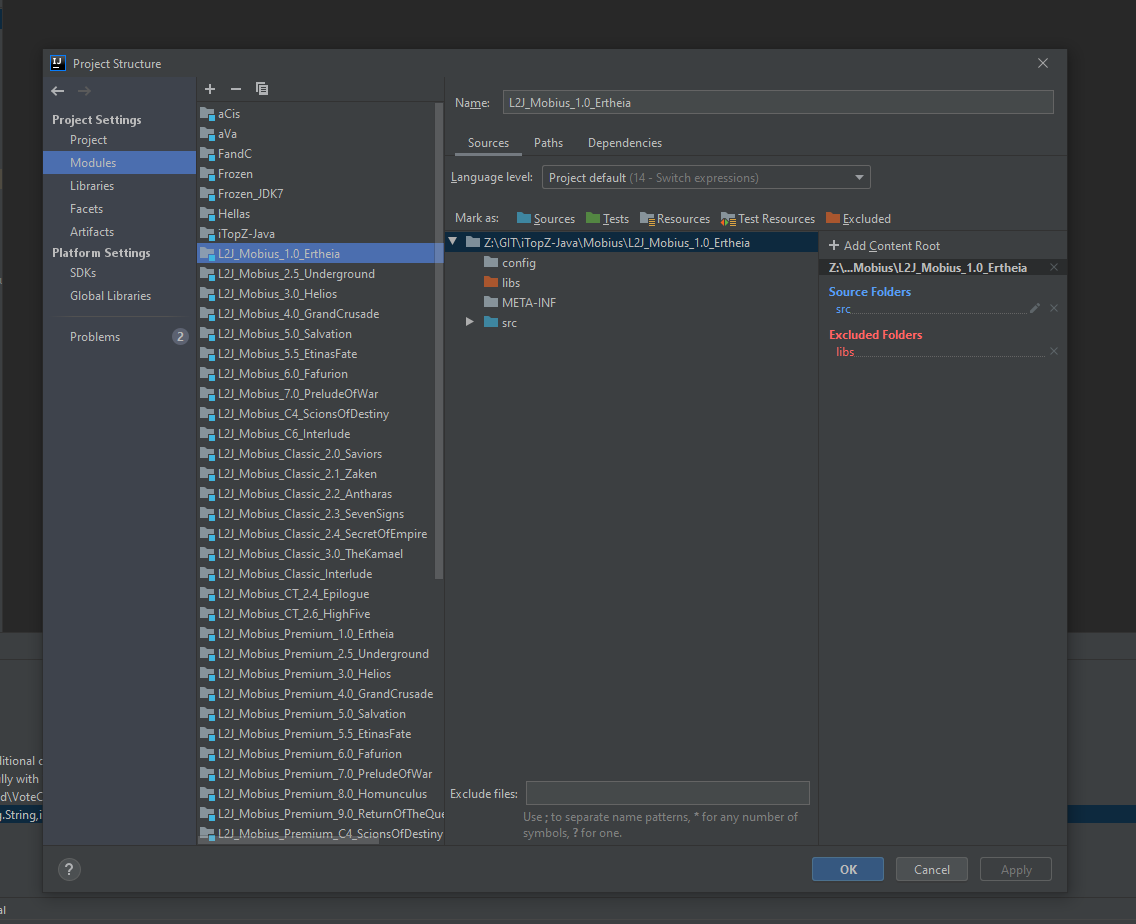 Project Structure
Project Settings
Project
Modules
Libraries
Facets
Artifacts
Platform Settings
SDKs
Global Libraries
Problems 2
aCis
aVa
FandC
Frozen
Frozen_JDK7
Hellas
iTopZ-Java
L2J_Mobius_1.0_Ertheia
L2J_Mobius_2.5_Underground
L2J_Mobius_3.0_Helios
L2J_Mobius_4.0_GrandCrusade
L2J_Mobius_5.0_Salvation
L2J_Mobius_5.5_EtinasFate
L2J_Mobius_6.0_Fafurion
L2J_Mobius_7.0_PreludeOfWar
L2J_Mobius_C4_ScionsOfDestiny
L2J_Mobius_C6_Interlude
L2J_Mobius_Classic_2.0_Saviors
L2J_Mobius_Classic_2.1_Zaken
L2J_Mobius_Classic_2.2_Antharas
L2J_Mobius_Classic_2.3_SevenSigns
L2J_Mobius_Classic_2.4_SecretOfEmpire
L2J_Mobius_Classic_3.0_TheKamael
L2J_Mobius_Classic_Interlude
L2J_Mobius_CT_2.4_Epilogue
L2J_Mobius_CT_2.6_HighFive
L2J_Mobius_Premium_1.0_Ertheia
L2J_Mobius_Premium_2.5_Underground
L2J_Mobius_Premium_3.0_Helios
L2J_Mobius_Premium_4.0_GrandCrusade
L2J_Mobius_Premium_5.0_Salvation
L2J_Mobius_Premium_5.5_EtinasFate
L2J_Mobius_Premium_6.0_Fafurion
L2J_Mobius_Premium_7.0_PreludeOfWar
L2J_Mobius_Premium_8.0_Homunculus
L2J_Mobius_Premium_9.0_ReturnOfTheQue
L2J_Mobius_Premium_C4_ScionsOfDestiny
Name: L2J_Mobius_1.0_Ertheia
Sources Paths Dependencies
Language level: Project default (14 - Switch expressions)
Mark as: Sources Tests Resources Test Resources Excluded
Z:\GIT\iTopZ-Java\Mobius\L2J_Mobius_1.0_Ertheia
config
libs
META-INF
src
+ Add Content Root
Z:\...Mobius\L2J_Mobius_1.0_Ertheia
Source Folders
src
Excluded Folders
libs
Exclude files:
Use ; to separate name patterns, * for any number of
symbols, ? for one.
ditional c
lly with
d\VoteC
g.String,i
al
?
OK Cancel Apply